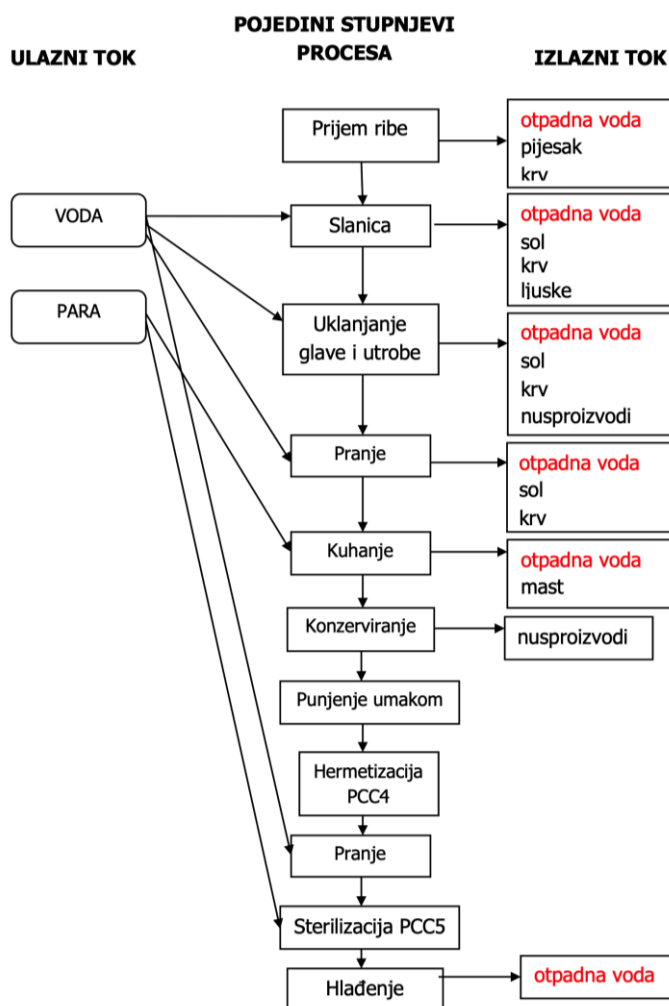 ULAZNI TOK
POJEDINI STUPNJEVI
PROCESA
IZLAZNI TOK
VODA
PARA
Prijem ribe
Slanica
Uklanjanje
glave i utrobe
Pranje
Kuhanje
Konzerviranje
Punjenje umakom
Hermetizacija
PCC4
Pranje
Sterilizacija PCC5
Hlađenje
otpadna voda
pijesak
krv
otpadna voda
sol
krv
ljuske
otpadna voda
sol
krv
nusproizvodi
otpadna voda
sol
krv
otpadna voda
mast
nusproizvodi
otpadna voda